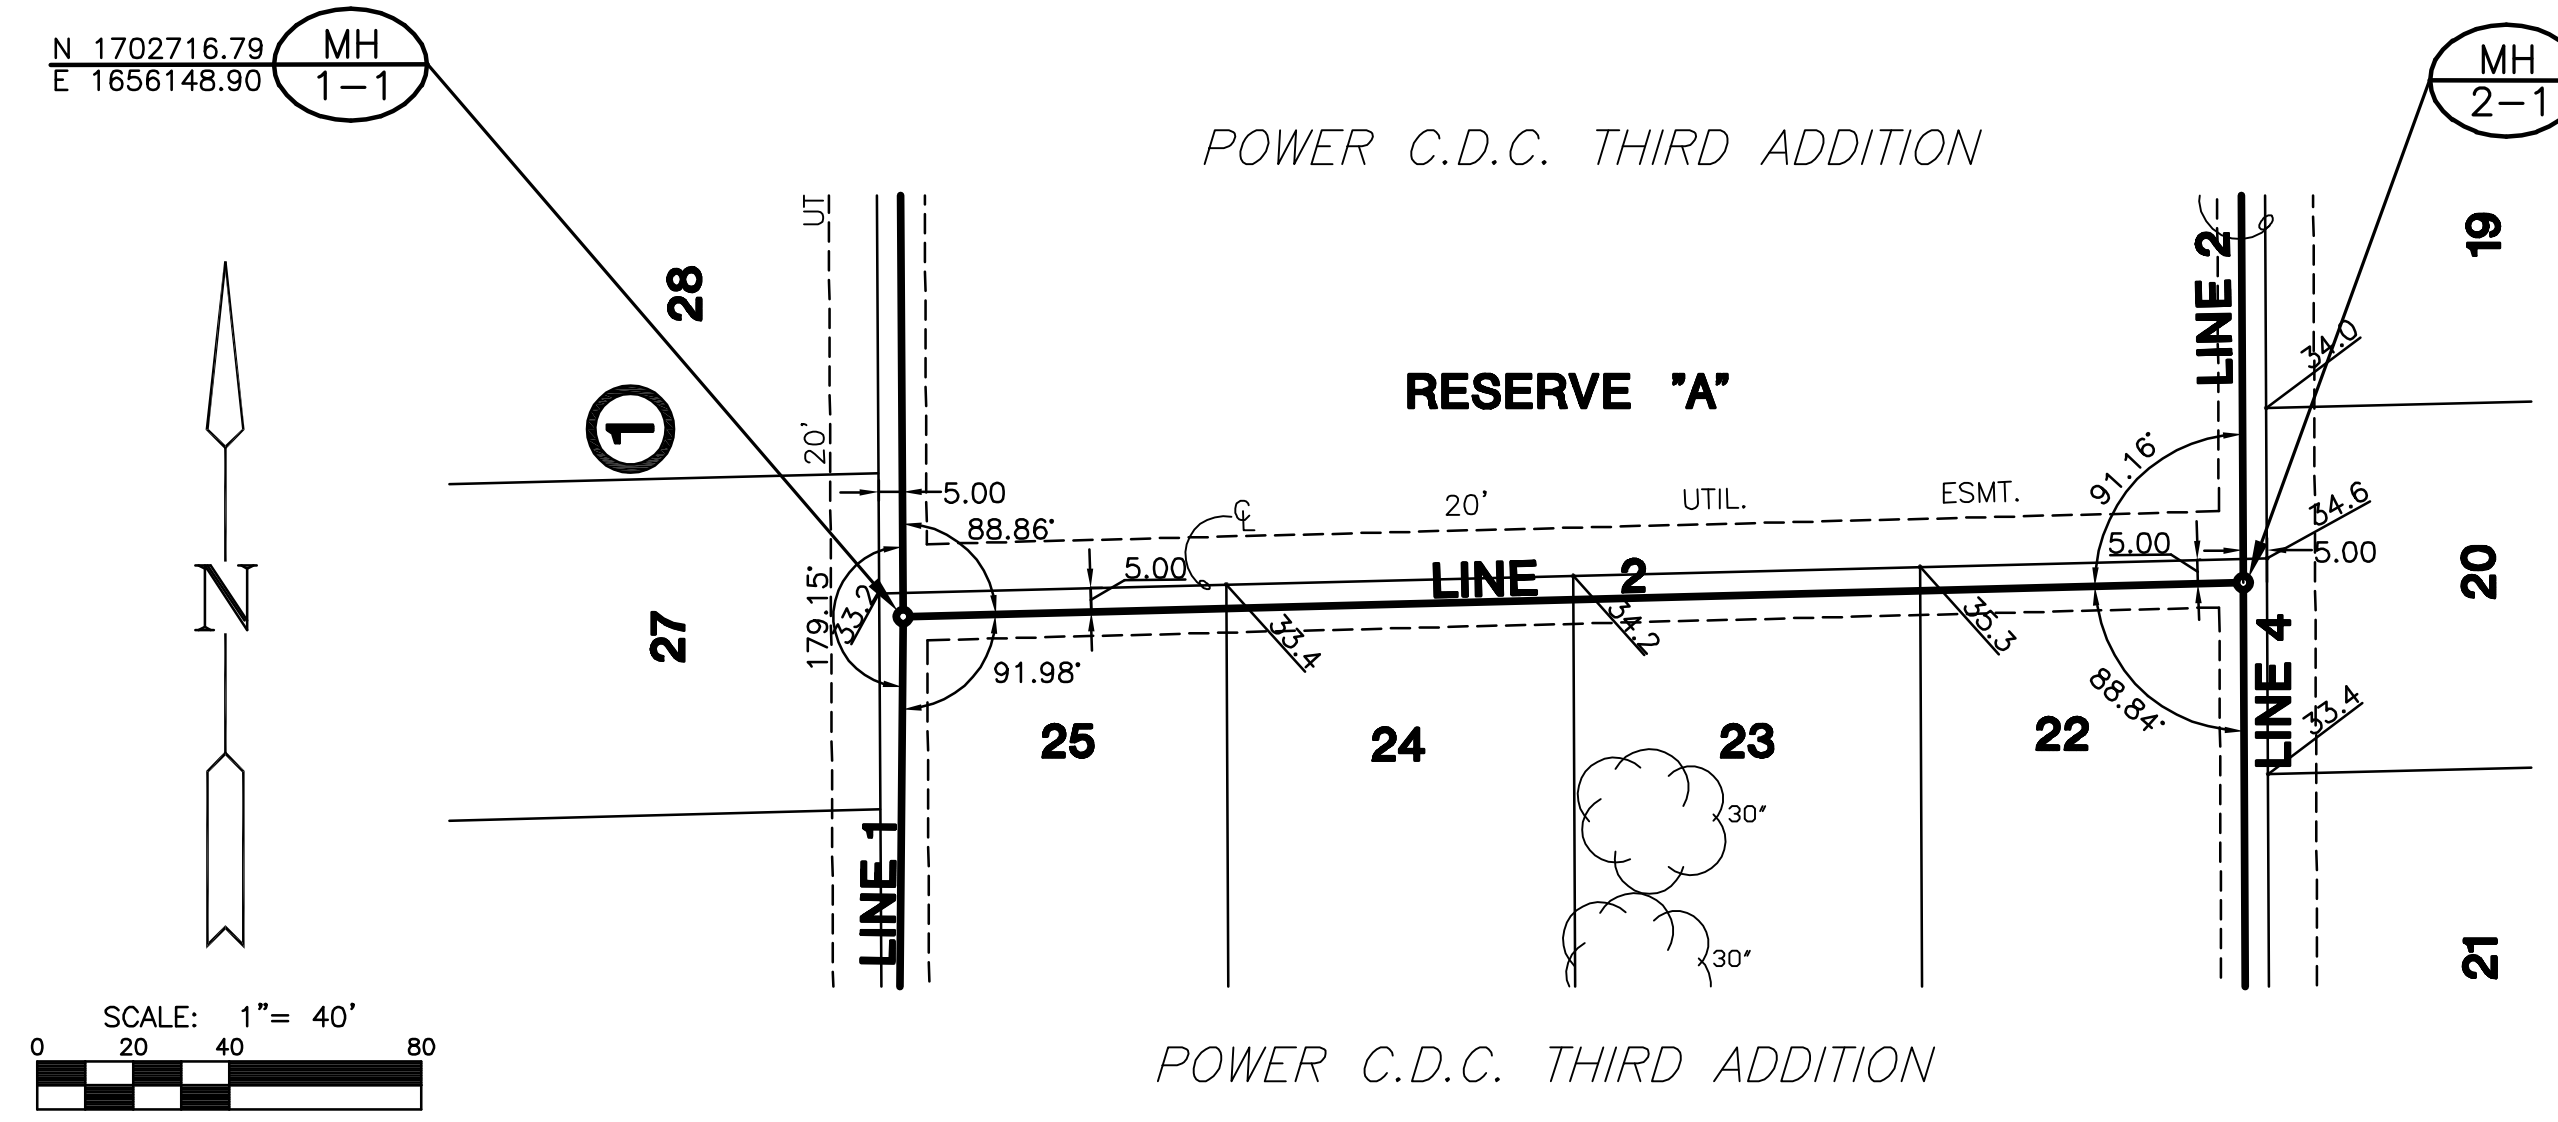 N 1702716.79
E 1656148.90
MH
1-1
MH
2-1
POWER C.D.C. THIRD ADDITION
UT
20'
28
1
27
LINE 2
19
34.0
RESERVE "A"
5.00
88.86°
℄
20'
UTIL.
ESMT.
91.16°
34.6
5.00
5.00
5.00
LINE 2
20
179.15°
33.2
33.4
34.2
35.3
91.98°
88.84°
LINE 4
33.4
25
24
23
22
30"
30"
LINE 1
21
N
SCALE: 1"= 40'
0 20 40 80
POWER C.D.C. THIRD ADDITION